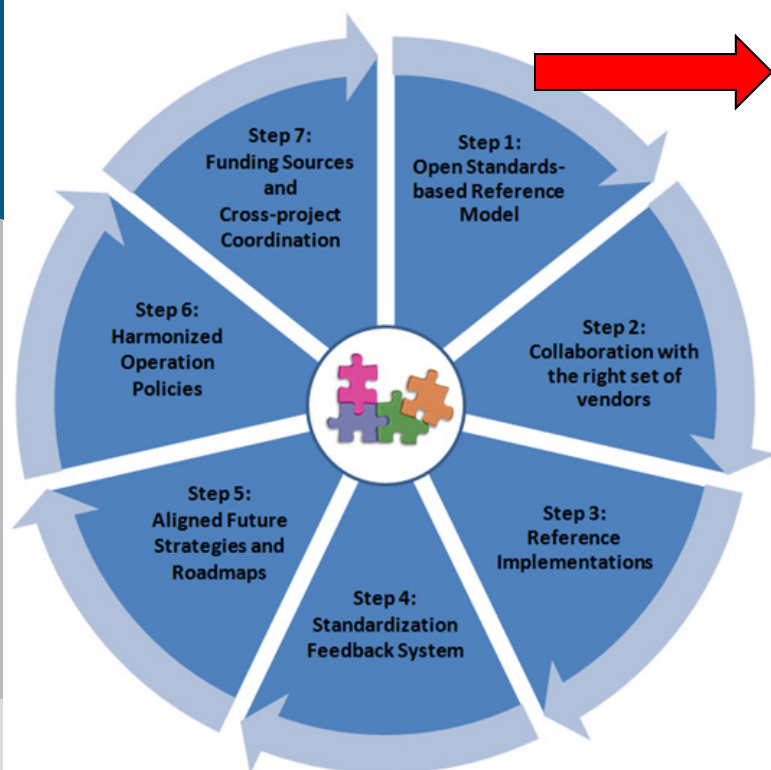 Step 1:
Open Standards-
based Reference
Model
Step 2:
Collaboration with
the right set of
vendors
Step 3:
Reference
Implementations
Step 4:
Standardization
Feedback System
Step 5:
Aligned Future
Strategies and
Roadmaps
Step 6:
Harmonized
Operation
Policies
Step 7:
Funding Sources
and
Cross-project
Coordination